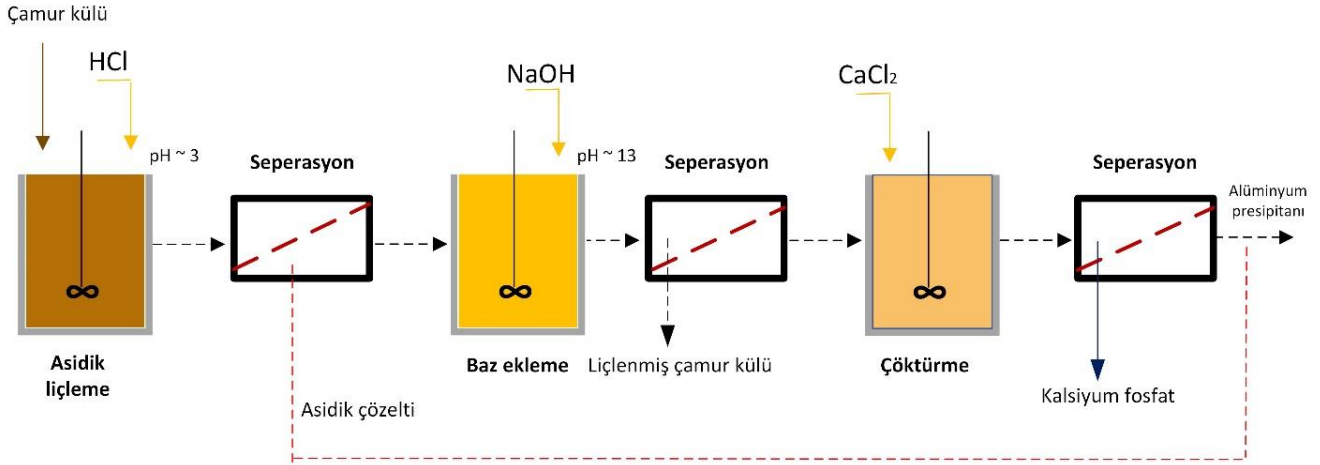 Çamur külü
HCl
pH ~ 3
Asidik
liçleme
Seperasyon
Asidik çözelti
NaOH
pH ~ 13
Baz ekleme
Seperasyon
Liçlenmiş çamur külü
CaCl₂
Çöktürme
Seperasyon
Kalsiyum fosfat
Alüminyum
presipitanı